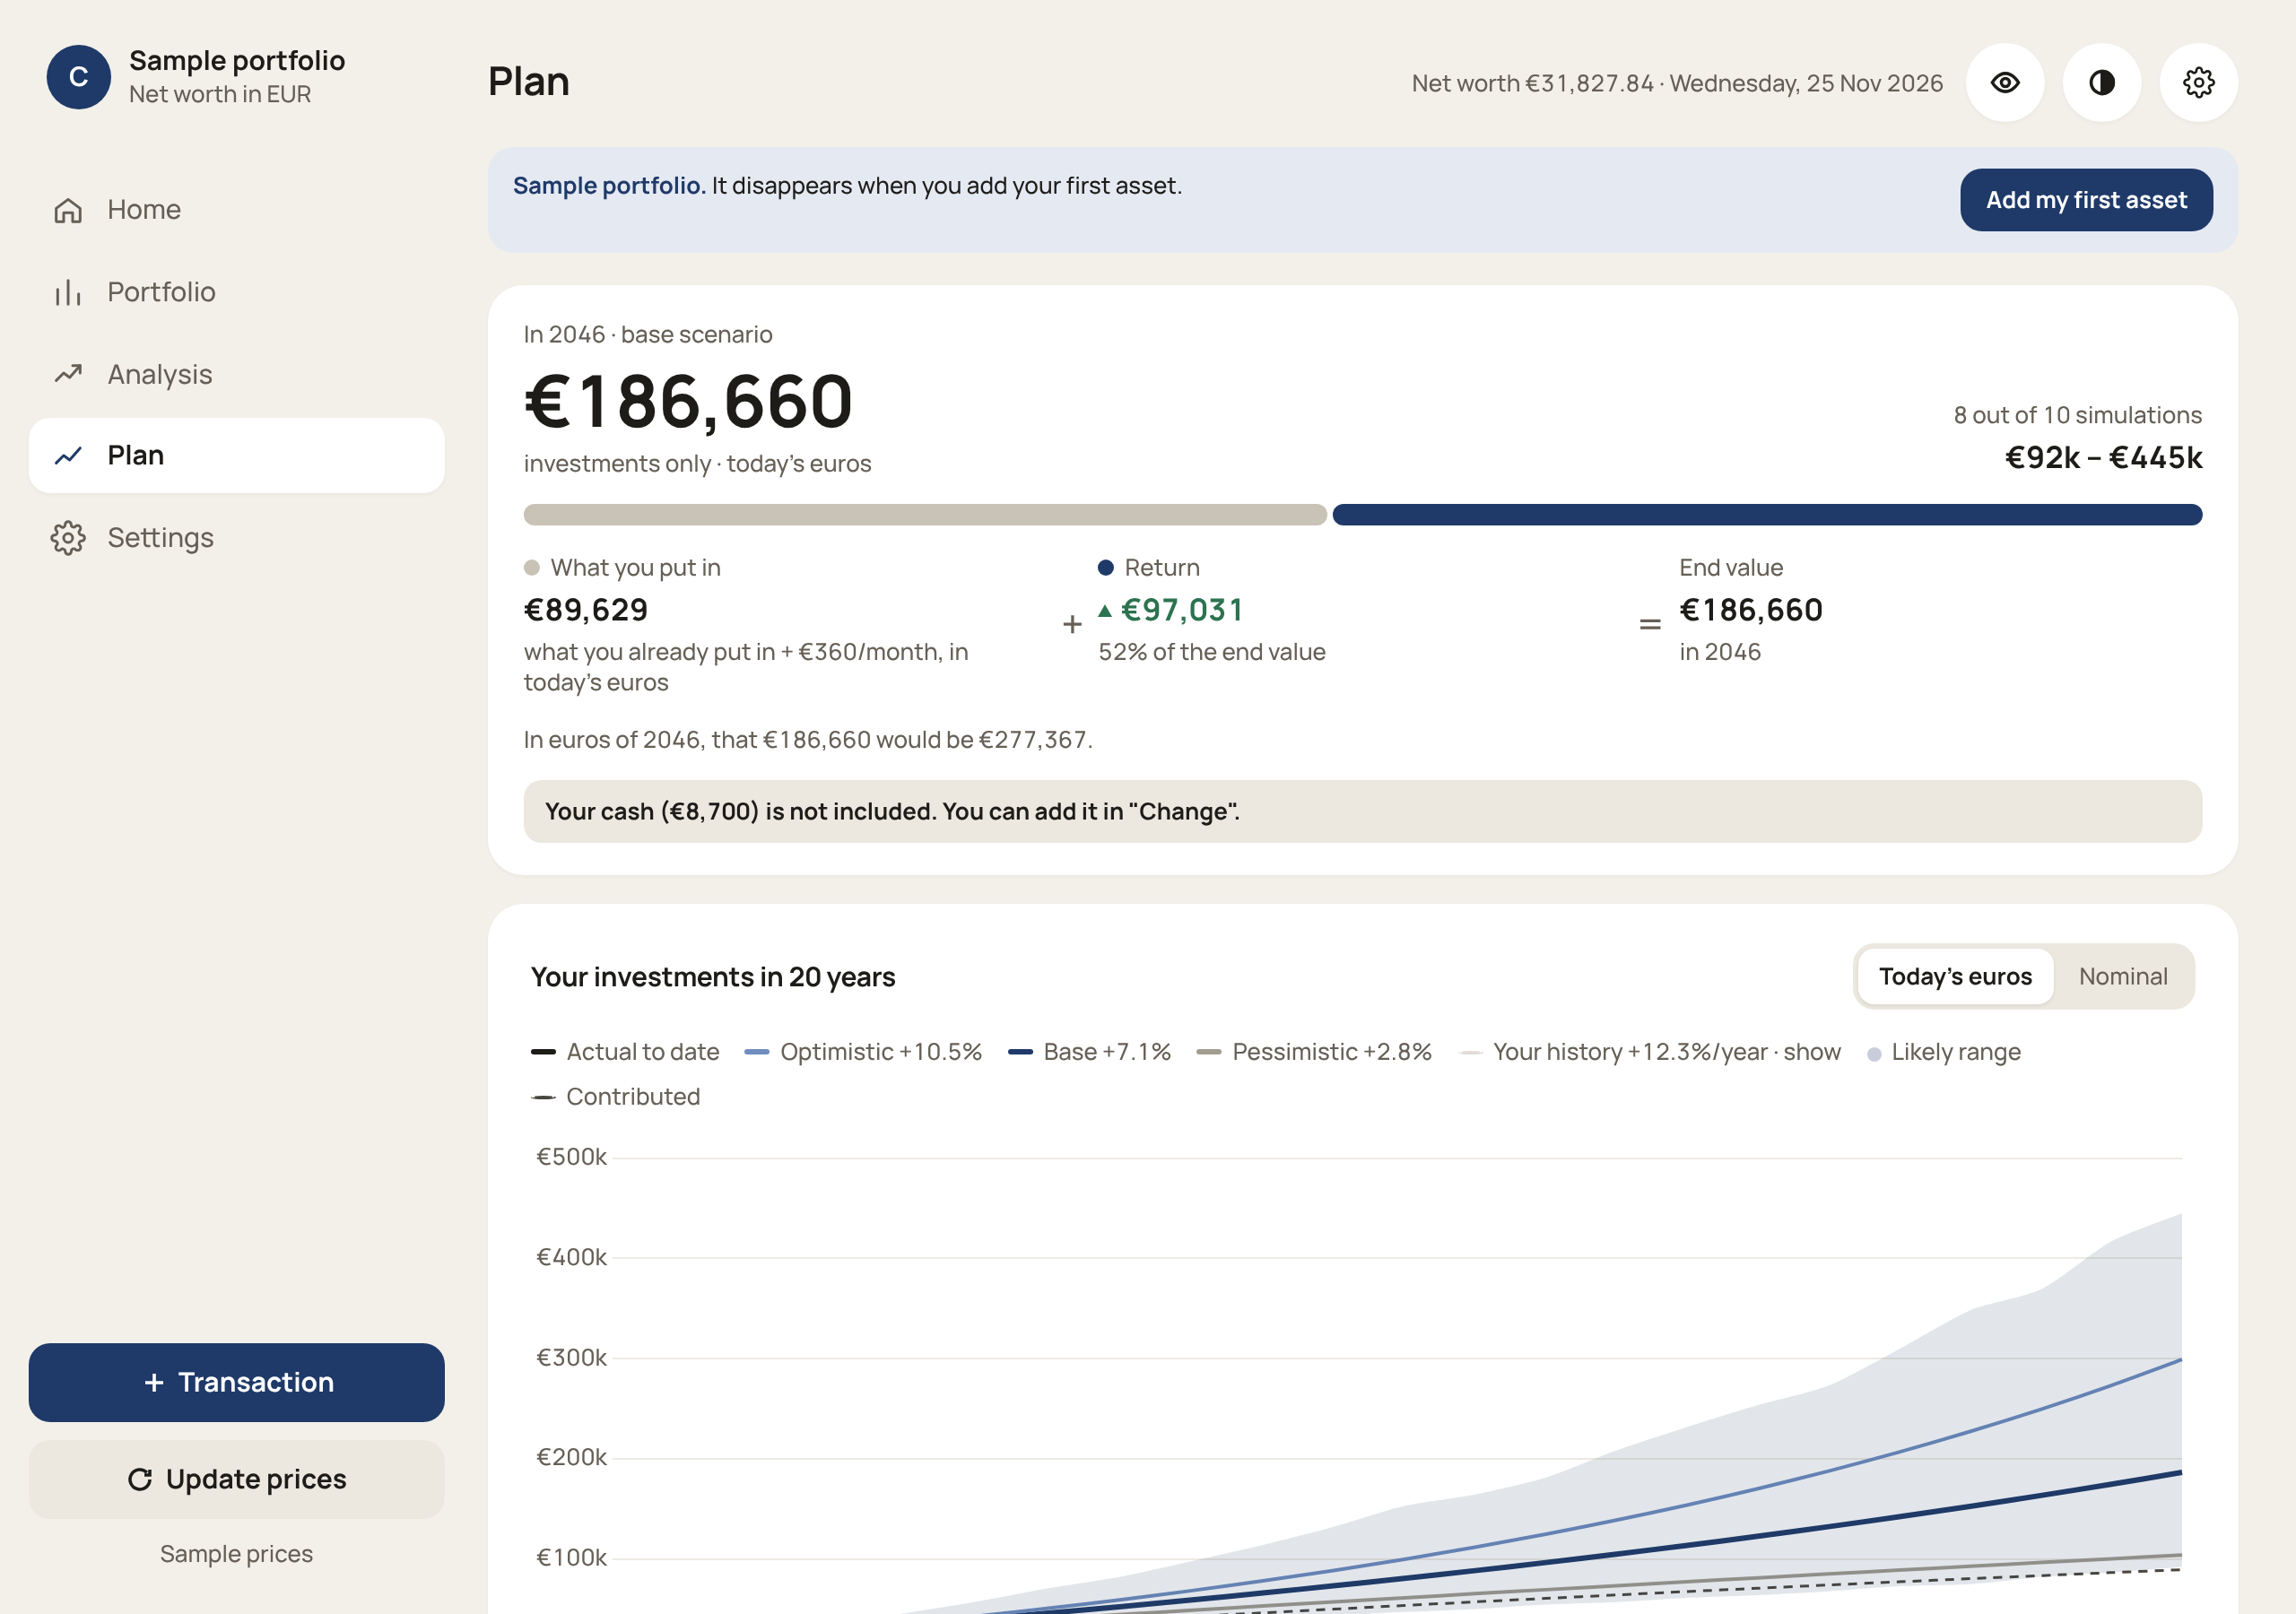 C
Sample portfolio
Net worth in EUR
Home
Portfolio
Analysis
Plan
Settings
+ Transaction
Update prices
Sample prices
Plan
Net worth €31,827.84 · Wednesday, 25 Nov 2026
Sample portfolio. It disappears when you add your first asset.
Add my first asset
In 2046 · base scenario
€186,660
investments only · today's euros
8 out of 10 simulations
€92k – €445k
What you put in
€89,629
what you already put in + €360/month, in
today's euros
+
Return
▲ €97,031
52% of the end value
=
End value
€186,660
in 2046
In euros of 2046, that €186,660 would be €277,367.
Your cash (€8,700) is not included. You can add it in "Change".
Your investments in 20 years
Today's euros
Nominal
Actual to date
Optimistic +10.5%
Base +7.1%
Pessimistic +2.8%
Your history +12.3%/year · show
Likely range
Contributed
€500k
€400k
€300k
€200k
€100k